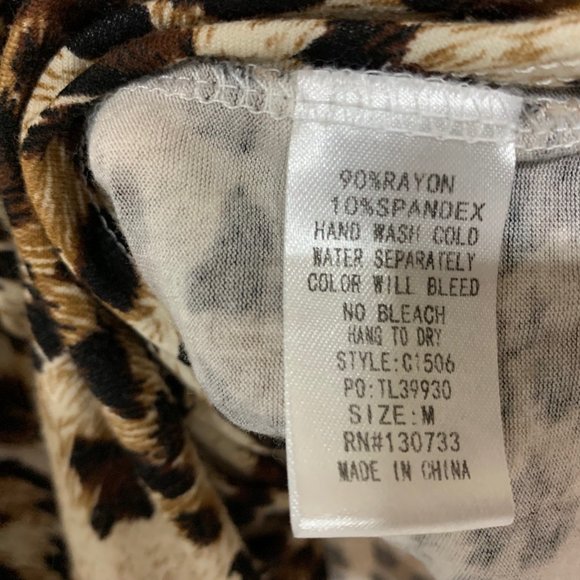 90%RAYON
10%SPANDEX
HAND WASH COLD
WATER SEPARATELY
COLOR WILL BLEED
NO BLEACH
HANG TO DRY
STYLE:C1506
PO:TL39930
SIZE:M
RN#130733
MADE IN CHINA